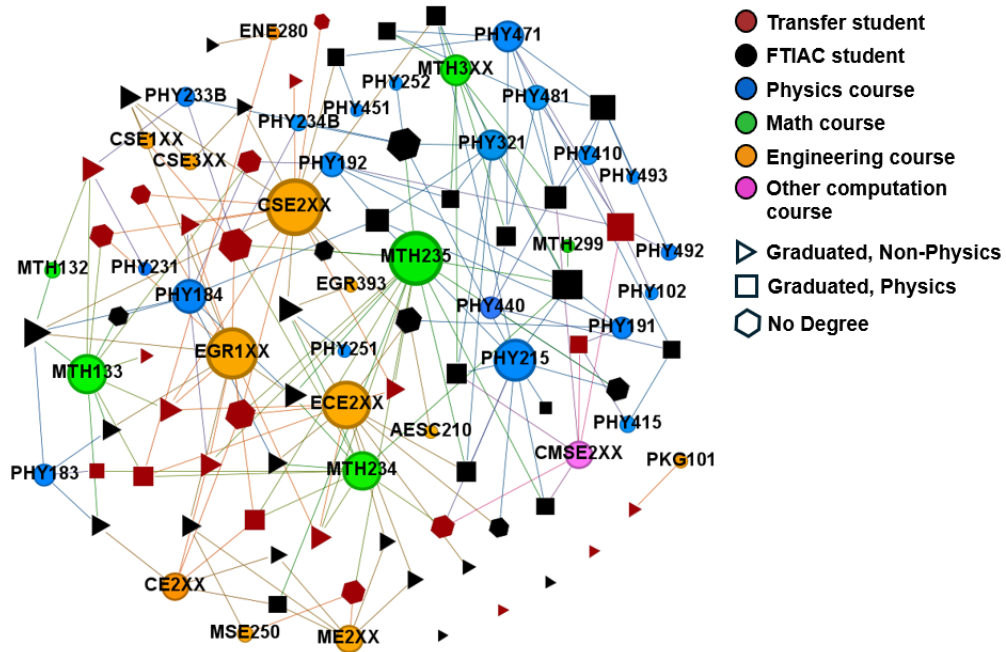 ENE280
PHY471
MTH3XX
PHY252
PHY233B
PHY481
PHY451
PHY234B
CSE1XX
PHY321
CSE3XX
PHY192
PHY410
PHY493
CSE2XX
MTH299
PHY492
MTH235
MTH132
PHY231
EGR393
PHY184
PHY440
PHY102
PHY191
EGR1XX
PHY251
PHY215
MTH133
ECE2XX
AESC210
PHY415
CMSE2XX
PKG101
PHY183
MTH234
CE2XX
MSE250
ME2XX
Transfer student
FTIAC student
Physics course
Math course
Engineering course
Other computation
course
Graduated, Non-Physics
Graduated, Physics
No Degree